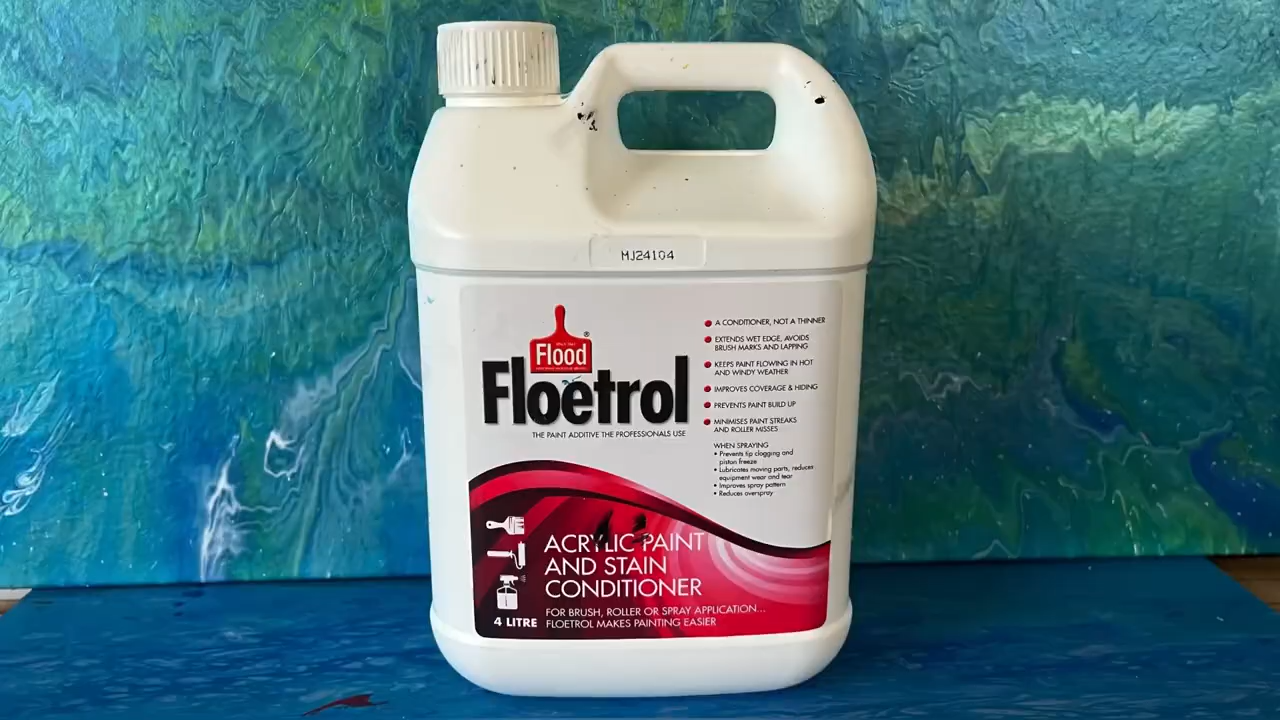 MJ24104
Flood
®
Floetrol
THE PAINT ADDITIVE THE PROFESSIONALS USE
A CONDITIONER, NOT A THINNER
EXTENDS WET EDGE, AVOIDS
BRUSH MARKS AND LAPPING
KEEPS PAINT FLOWING IN HOT
AND WINDY WEATHER
IMPROVES COVERAGE & HIDING
PREVENTS PAINT BUILD UP
MINIMISES PAINT STREAKS
AND ROLLER MISSES
WHEN SPRAYING
• Prevents tip clogging and
piston freeze
• Lubricates moving parts, reduces
equipment wear and tear
• Improves spray pattern
• Reduces overspray
ACRYLIC PAINT
AND STAIN
CONDITIONER
FOR BRUSH, ROLLER OR SPRAY APPLICATION...
FLOETROL MAKES PAINTING EASIER
4 LITRE